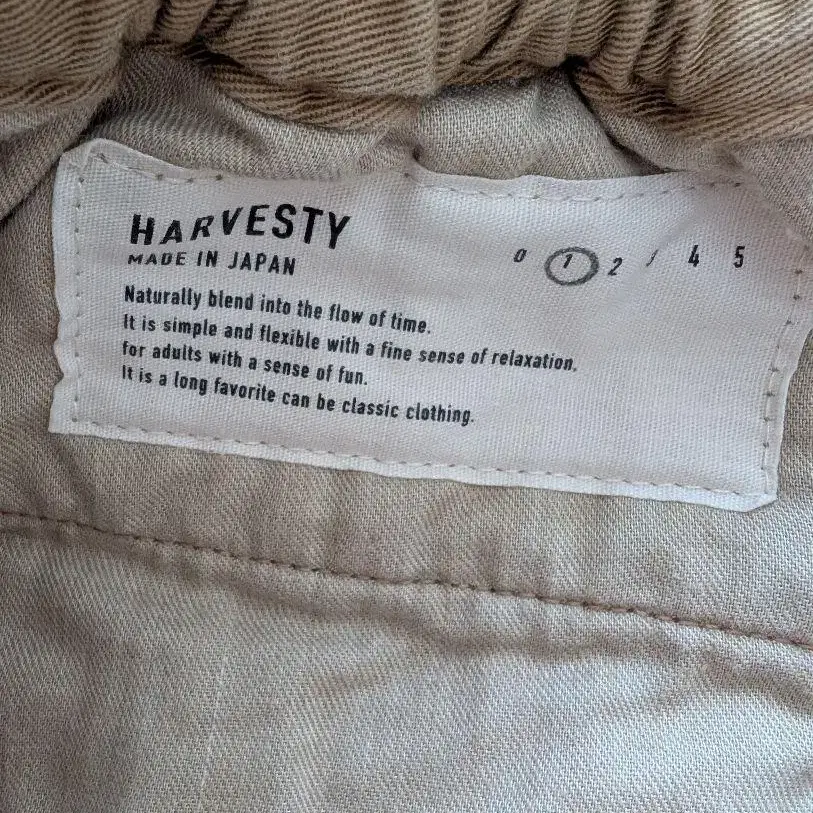 HARVESTY
MADE IN JAPAN
0 1 2 / 4 5
Naturally blend into the flow of time.
It is simple and flexible with a fine sense of relaxation.
for adults with a sense of fun.
It is a long favorite can be classic clothing.